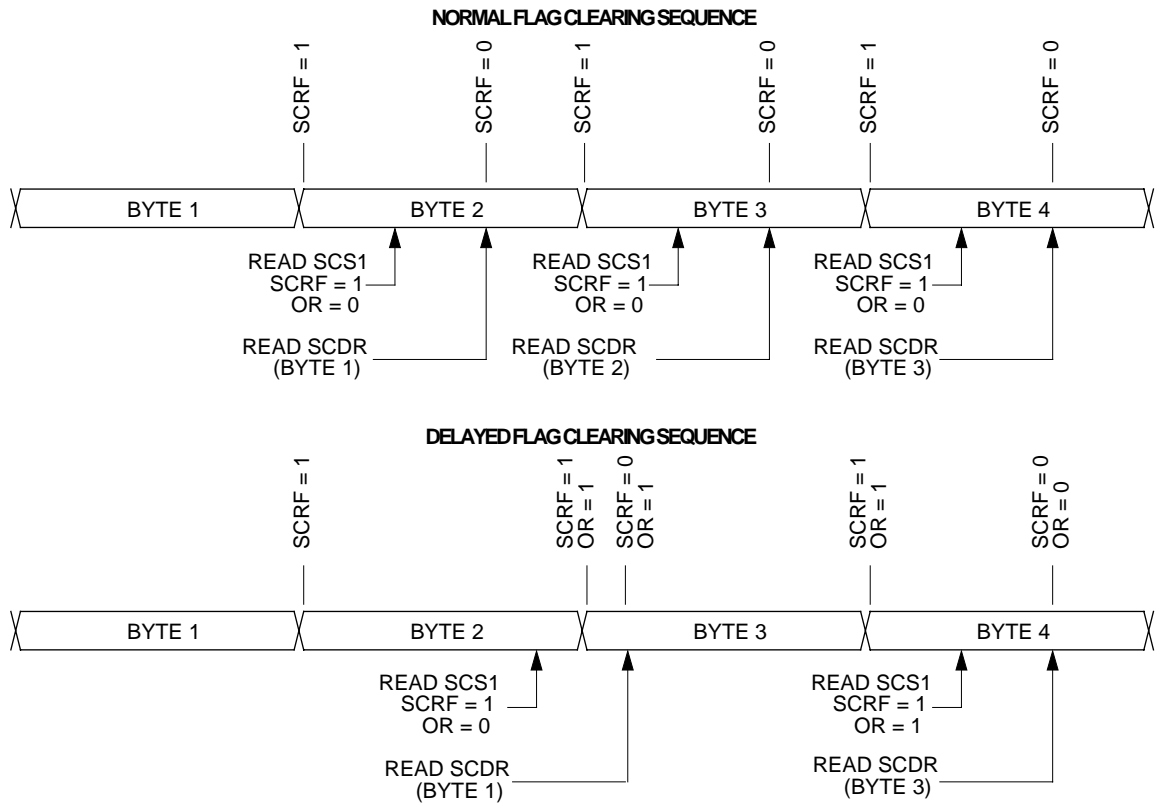 NORMAL FLAG CLEARING SEQUENCE
SCRF = 1
SCRF = 0
SCRF = 1
SCRF = 0
SCRF = 1
SCRF = 0
BYTE 1
BYTE 2
BYTE 3
BYTE 4
READ SCS1
SCRF = 1
OR = 0
READ SCS1
SCRF = 1
OR = 0
READ SCS1
SCRF = 1
OR = 0
READ SCDR
(BYTE 1)
READ SCDR
(BYTE 2)
READ SCDR
(BYTE 3)
DELAYED FLAG CLEARING SEQUENCE
SCRF = 1
SCRF = 1
OR = 1
SCRF = 0
OR = 1
SCRF = 1
OR = 1
SCRF = 0
OR = 0
BYTE 1
BYTE 2
BYTE 3
BYTE 4
READ SCS1
SCRF = 1
OR = 0
READ SCS1
SCRF = 1
OR = 1
READ SCDR
(BYTE 1)
READ SCDR
(BYTE 3)